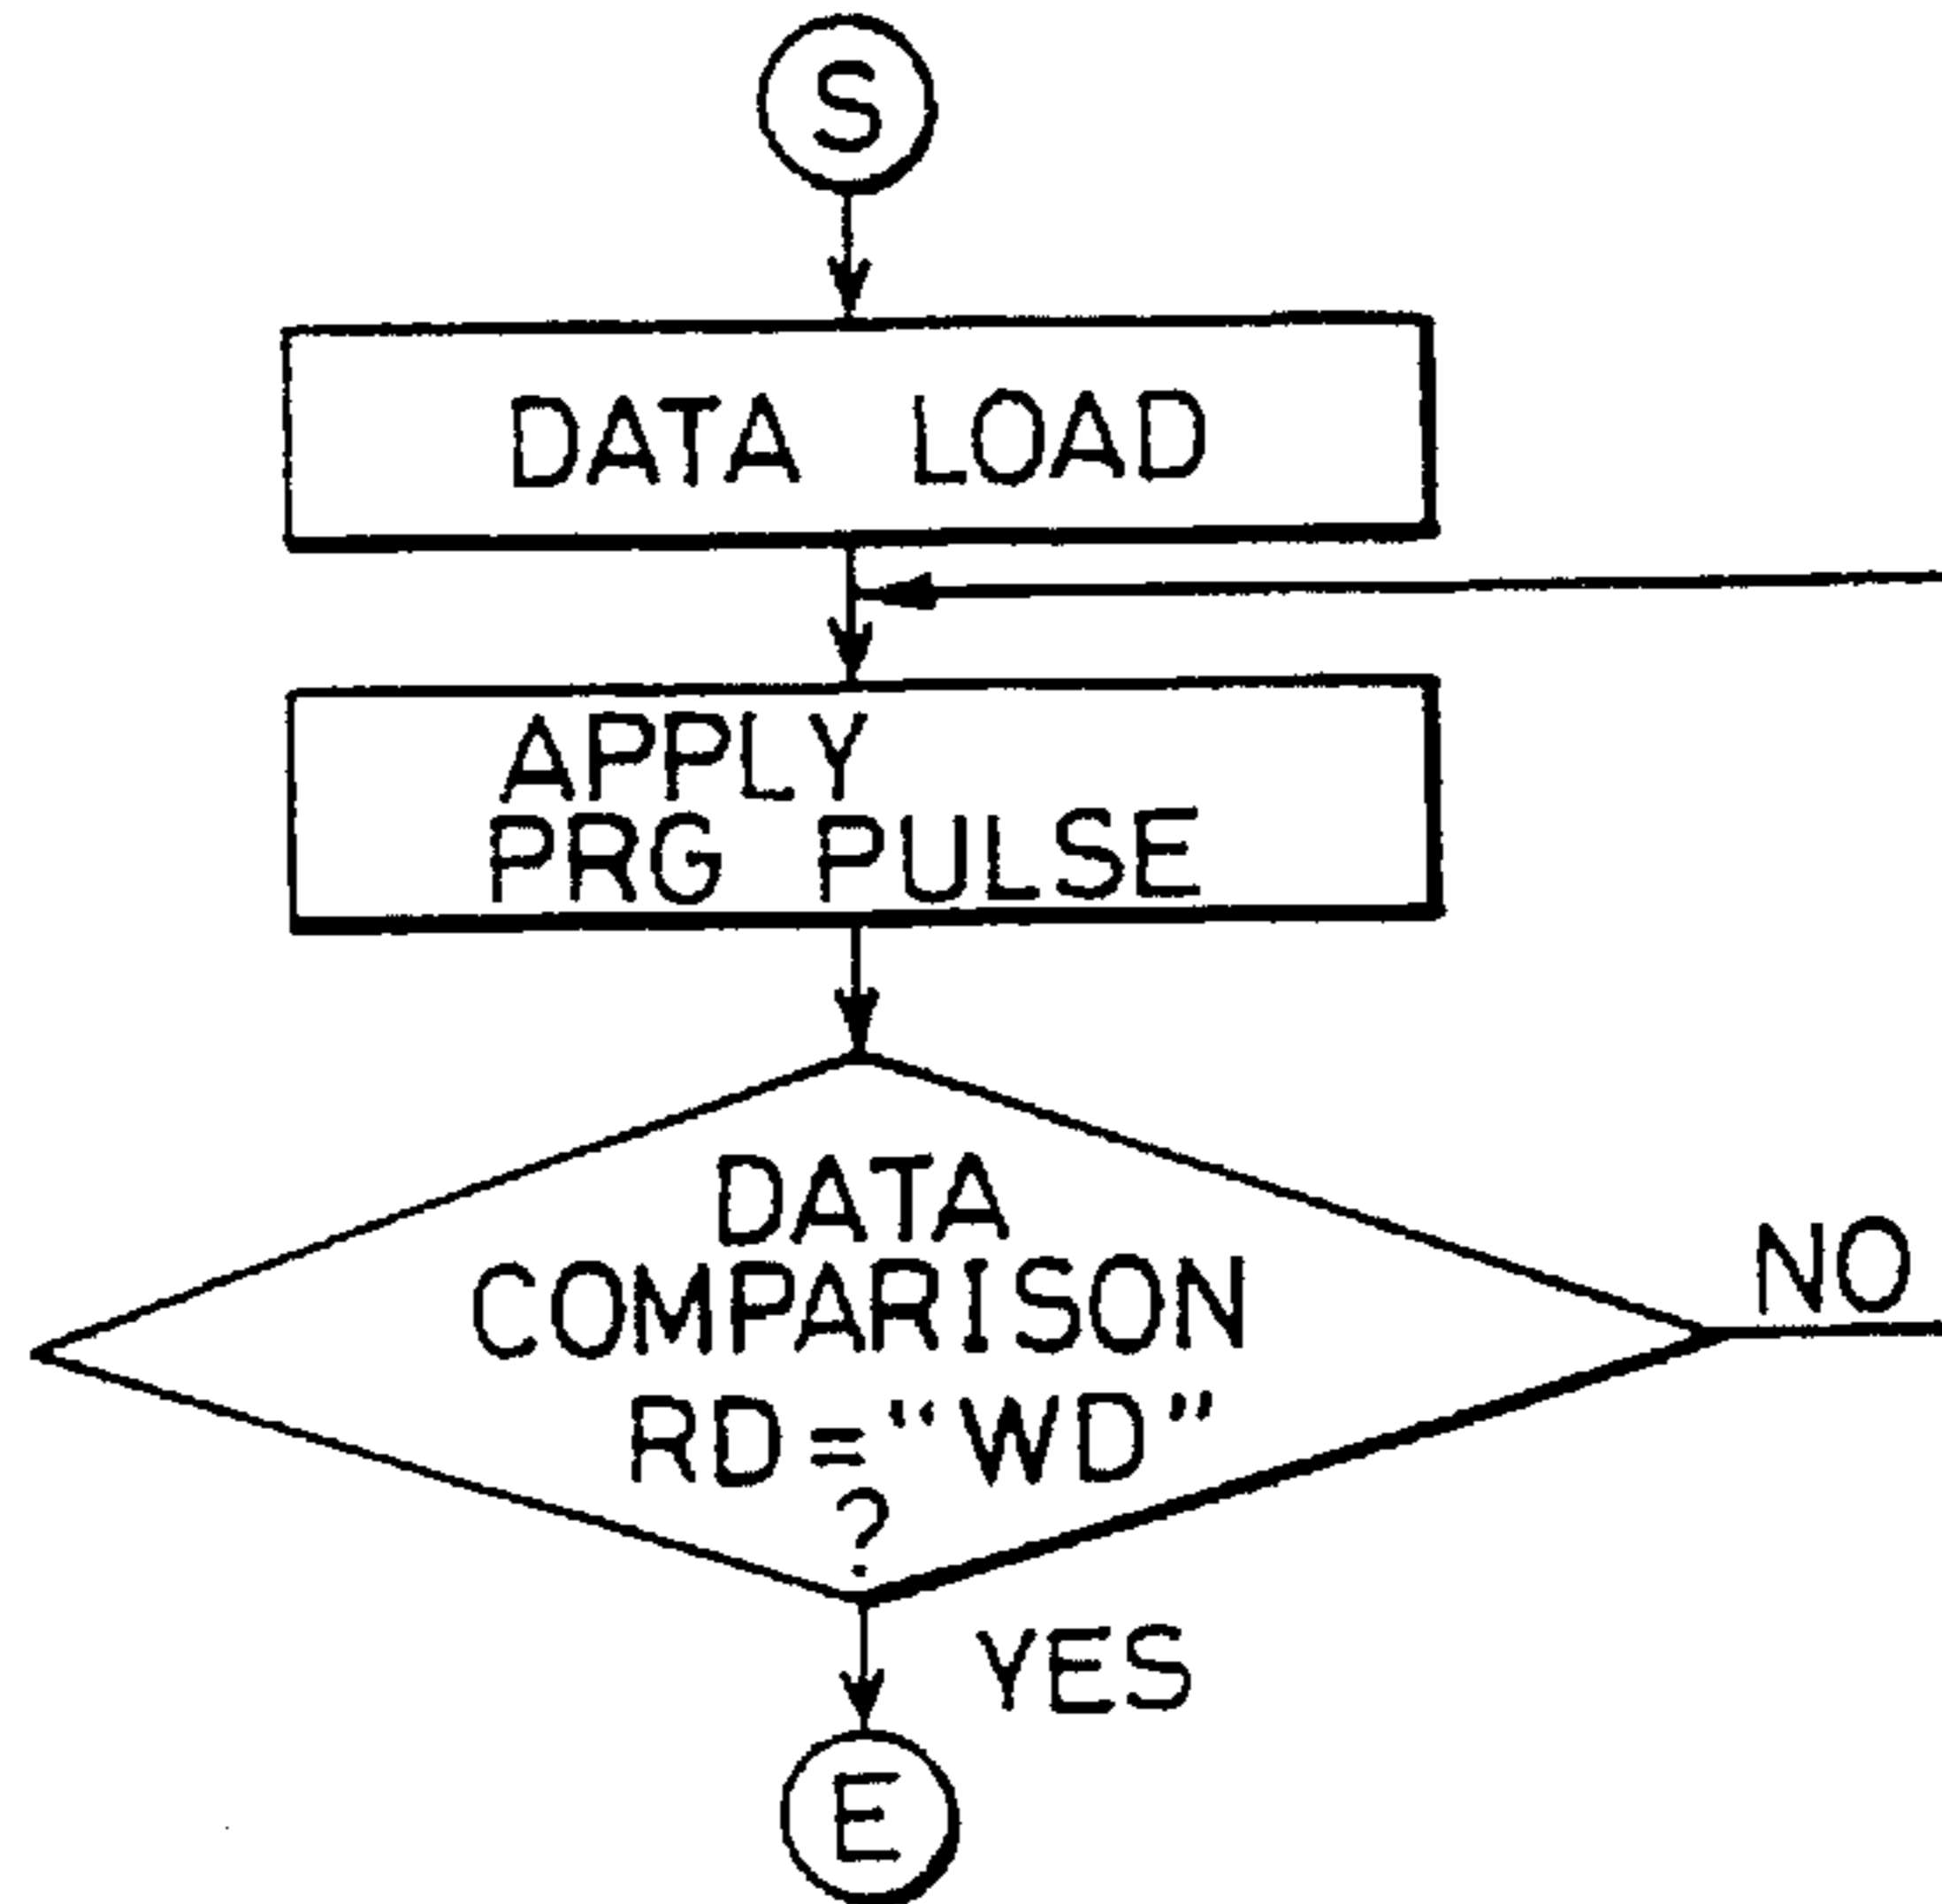 S
DATA LOAD
APPLY
PRG PULSE
DATA
COMPARISON
RD="WD"
?
NO
YES
E